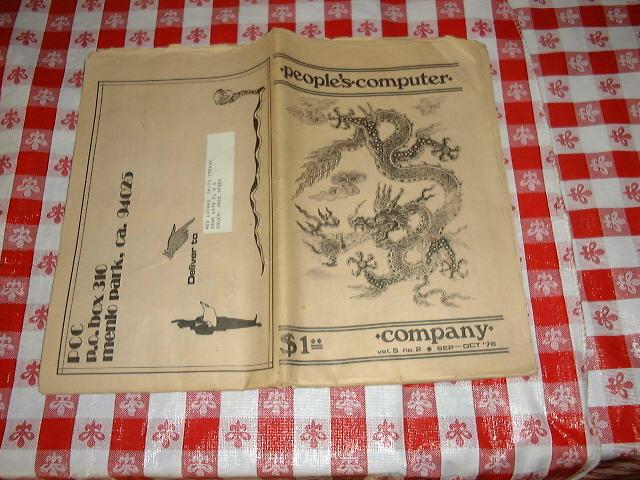 ·people's·computer·
·company·
vol. 5 no. 2 ● SEP–OCT '76
$1 00
Deliver to
PCC
p.o. box 310
menlo park, ca. 94025